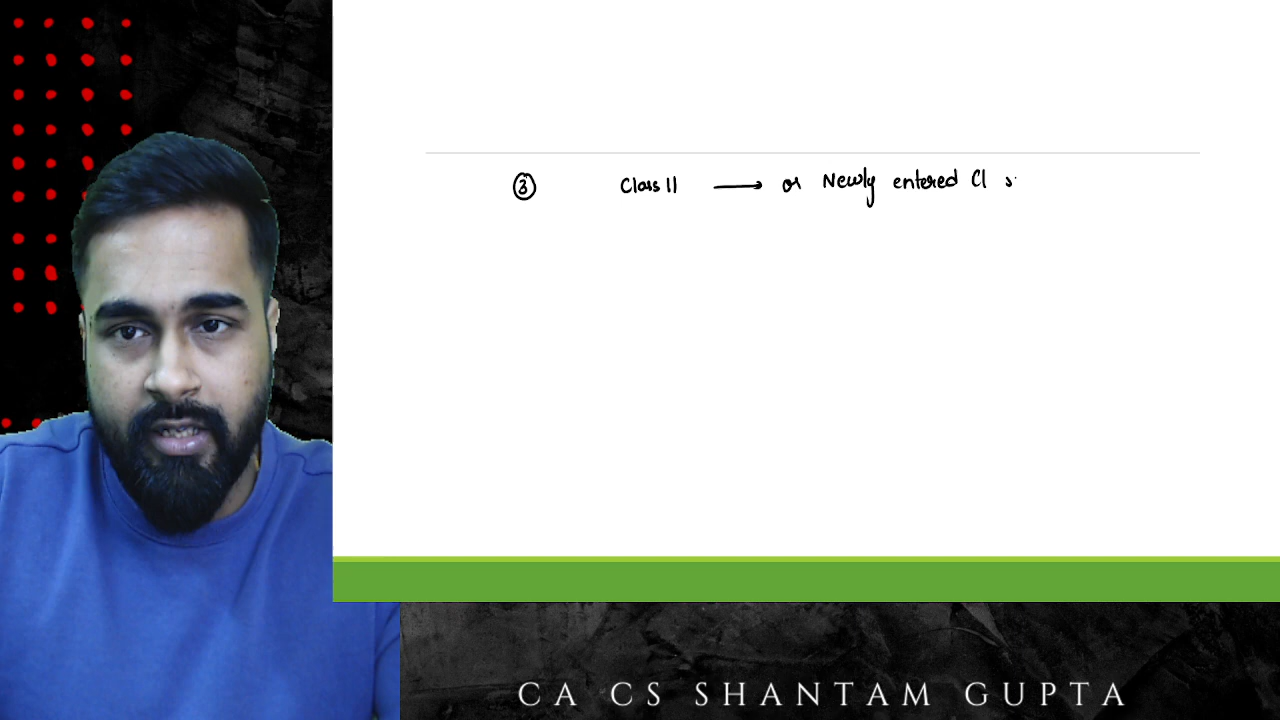 ③ Class 11 → or Newly entered Cl
CA CS SHANTAM GUPTA